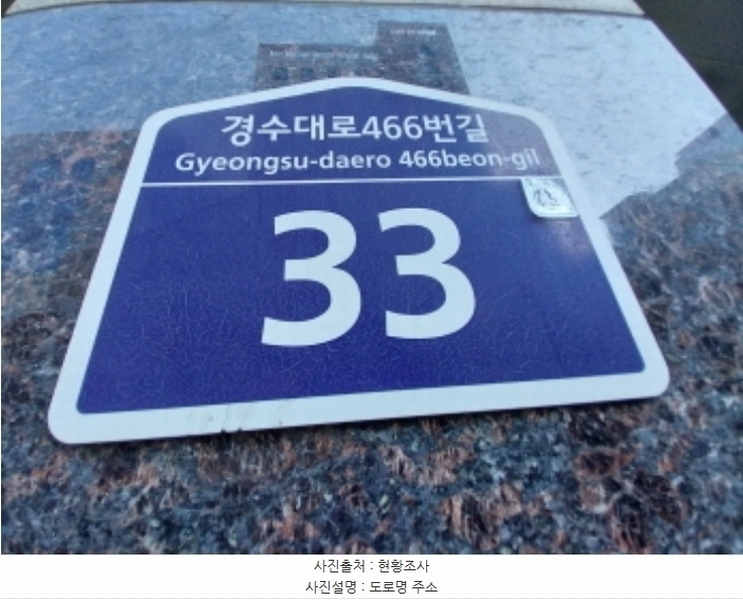 경수대로466번길
Gyeongsu-daero 466beon-gil
33
사진출처 : 현황조사
사진설명 : 도로명 주소